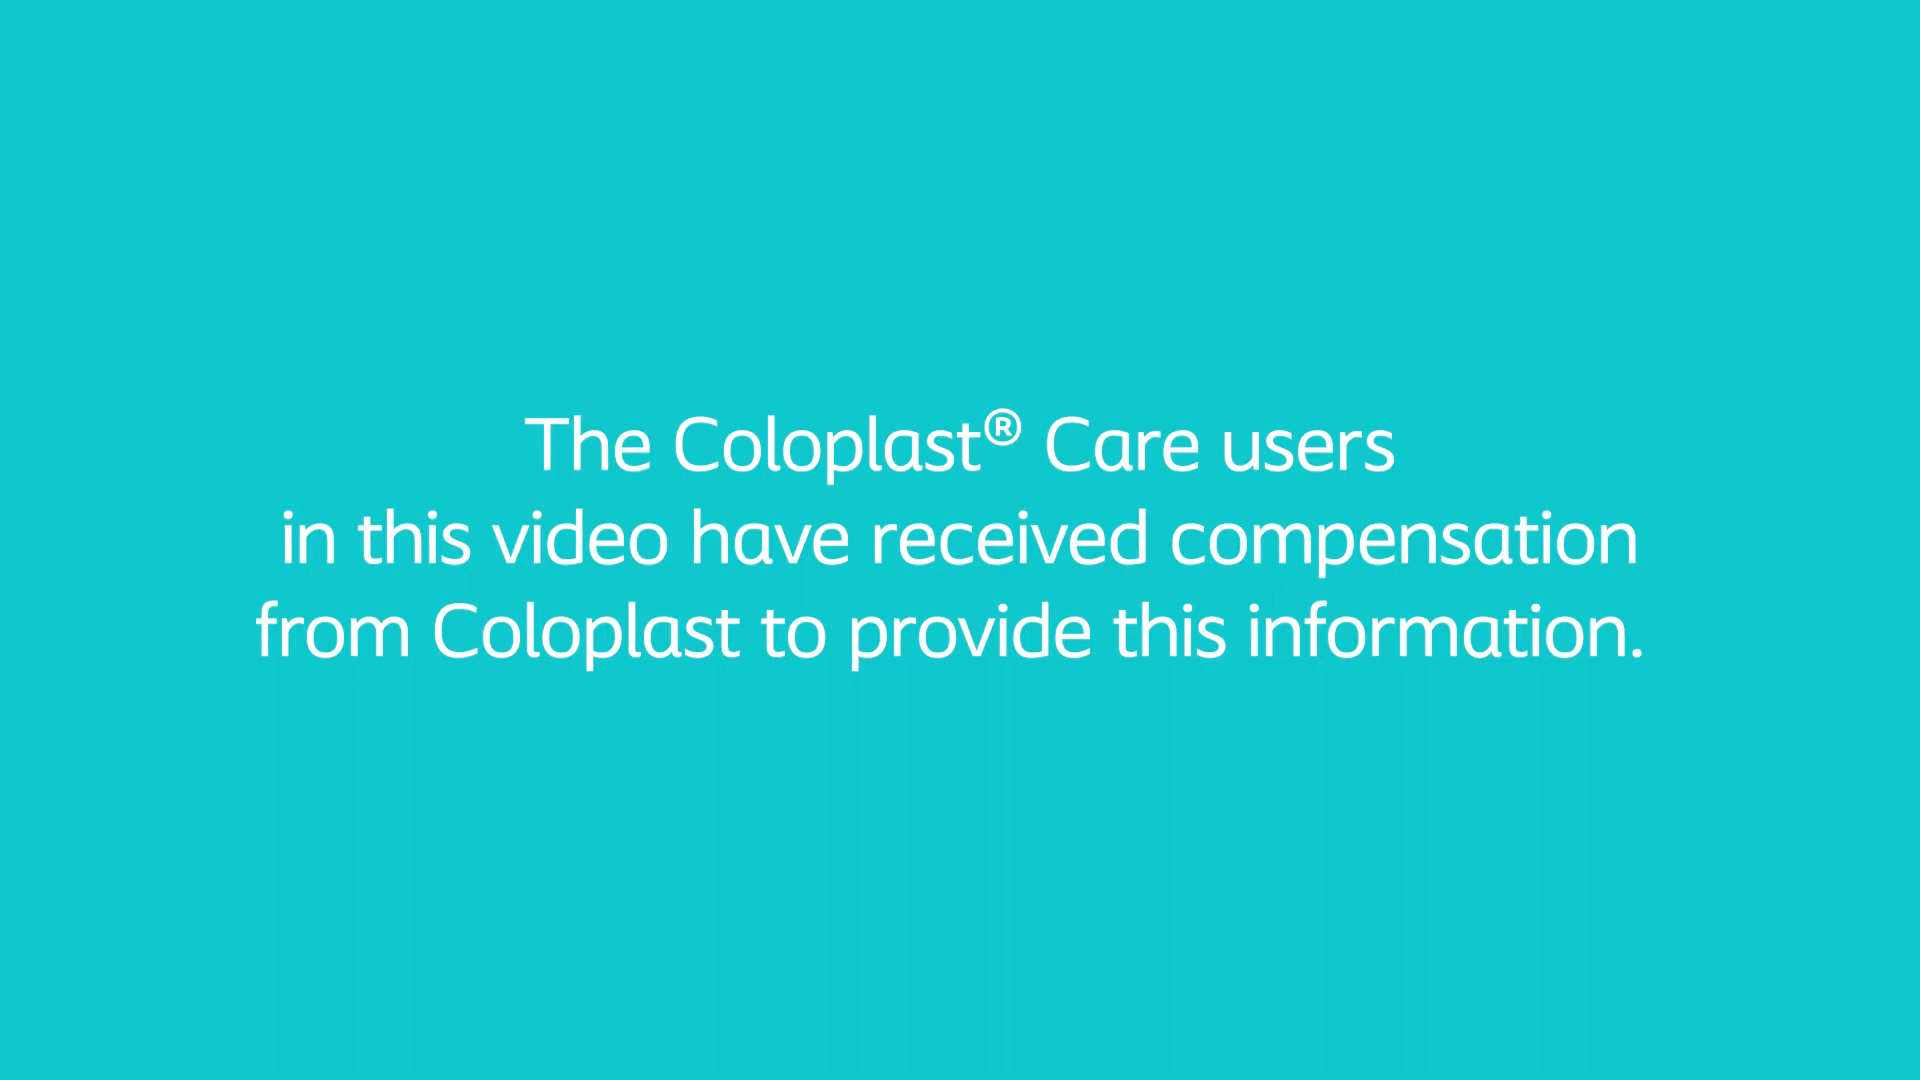 The Coloplast® Care users
in this video have received compensation
from Coloplast to provide this information.